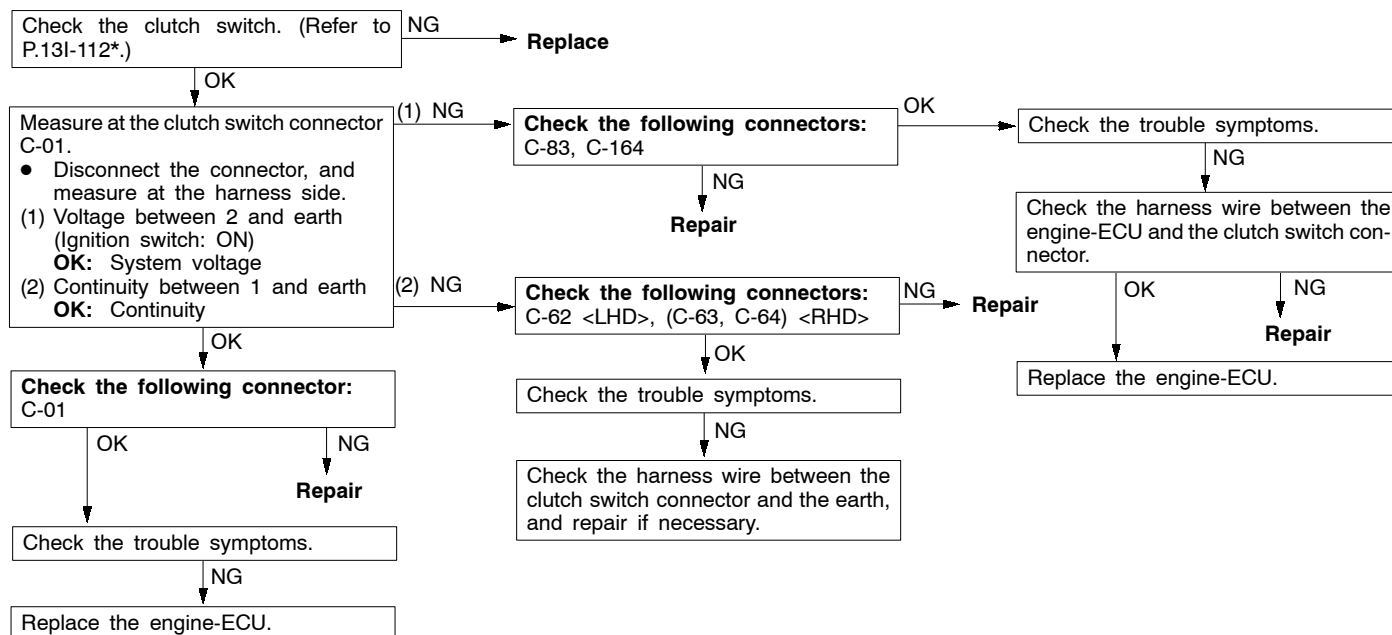 Check the clutch switch. (Refer to
P.13I-112*.)
NG
Replace
OK
Measure at the clutch switch connector
C-01.
● Disconnect the connector, and
measure at the harness side.
(1) Voltage between 2 and earth
(Ignition switch: ON)
OK: System voltage
(2) Continuity between 1 and earth
OK: Continuity
(1) NG
Check the following connectors:
C-83, C-164
OK
Check the trouble symptoms.
NG
Repair
NG
Check the harness wire between the
engine-ECU and the clutch switch con-
nector.
OK
NG
Repair
Replace the engine-ECU.
(2) NG
Check the following connectors:
C-62 <LHD>, (C-63, C-64) <RHD>
NG
Repair
OK
Check the trouble symptoms.
NG
Check the harness wire between the
clutch switch connector and the earth,
and repair if necessary.
OK
Check the following connector:
C-01
OK
NG
Repair
Check the trouble symptoms.
NG
Replace the engine-ECU.